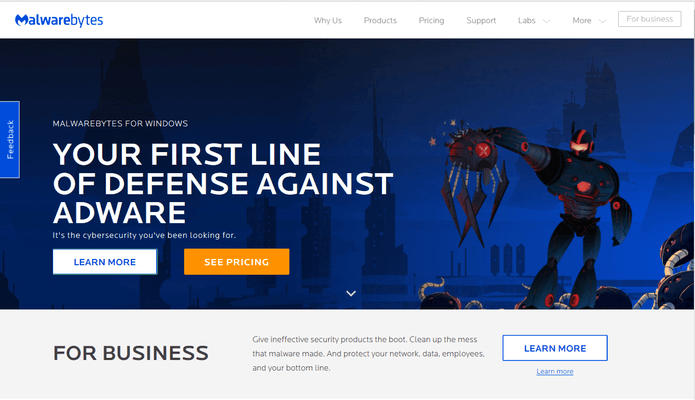 Malwarebytes
Why Us Products Pricing Support Labs More For business
Feedback
MALWAREBYTES FOR WINDOWS
YOUR FIRST LINE
OF DEFENSE AGAINST
ADWARE
It's the cybersecurity you've been looking for.
LEARN MORE SEE PRICING
FOR BUSINESS
Give ineffective security products the boot. Clean up the mess
that malware made. And protect your network, data, employees,
and your bottom line.
LEARN MORE
Learn more